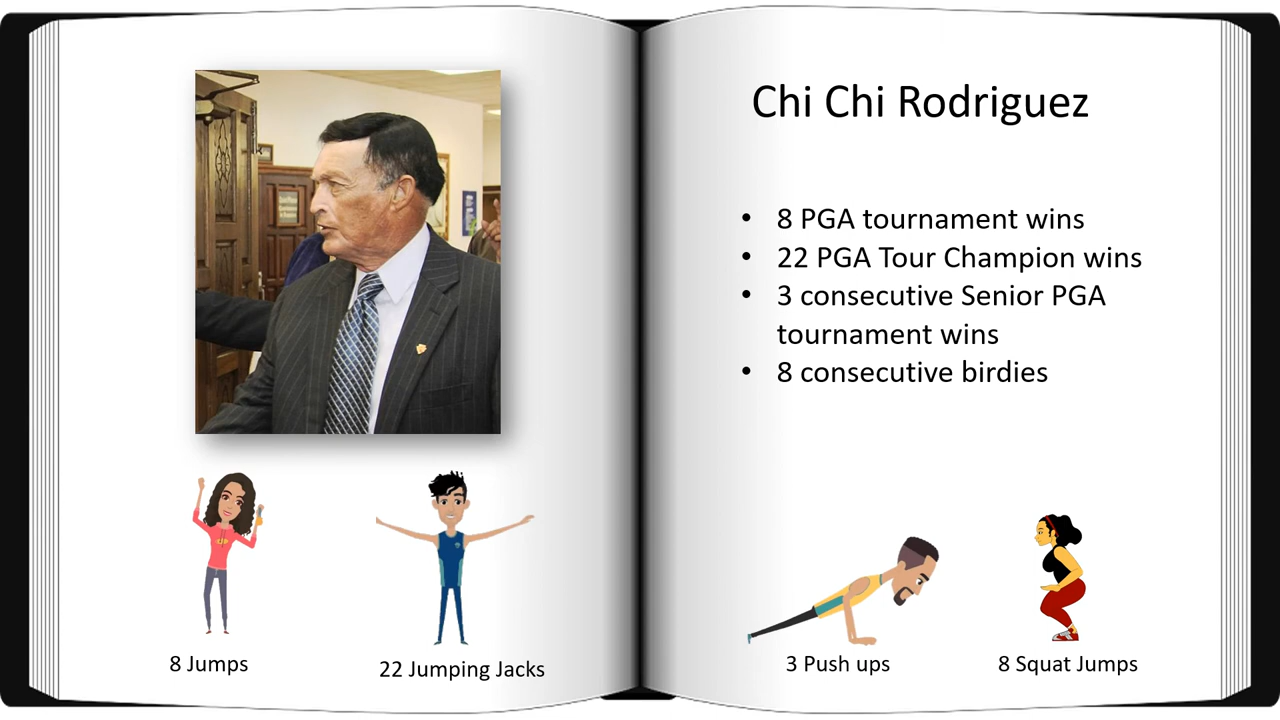 Chi Chi Rodriguez
• 8 PGA tournament wins
• 22 PGA Tour Champion wins
• 3 consecutive Senior PGA
tournament wins
• 8 consecutive birdies
8 Jumps
22 Jumping Jacks
3 Push ups
8 Squat Jumps